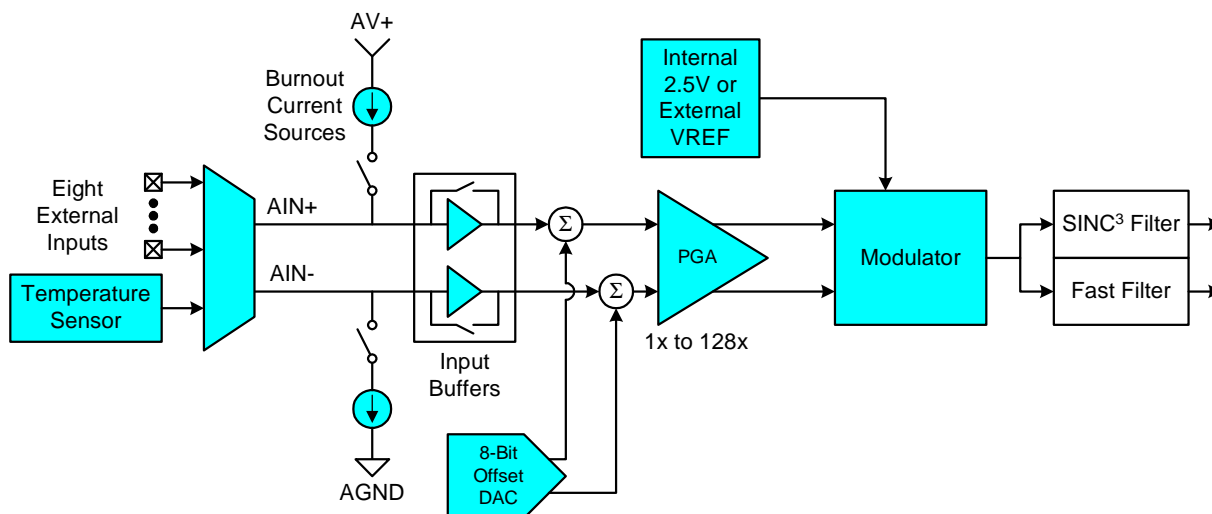 AV+
Burnout
Current
Sources
Internal
2.5V or
External
VREF
Eight
External
Inputs
AIN+
Σ
SINC³ Filter
PGA
Modulator
AIN-
Temperature
Sensor
Σ
Fast Filter
1x to 128x
Input
Buffers
8-Bit
Offset
DAC
AGND